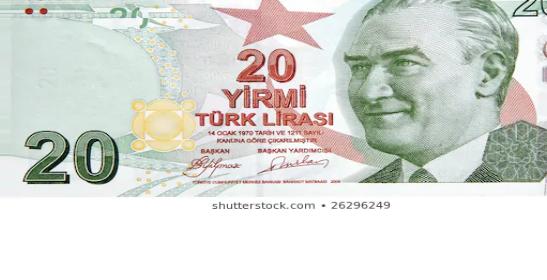 20
20
YİRMİ
TÜRK LİRASI
14 OCAK 1970 TARİH VE 1211 SAYILI
KANUNA GÖRE ÇIKARILMIŞTIR
BAŞKAN BAŞKAN YARDIMCISI
TÜRKİYE CUMHURİYET MERKEZ BANKASI BANKNOT MATBAASI 2009
20
shutterstock.com • 26296249